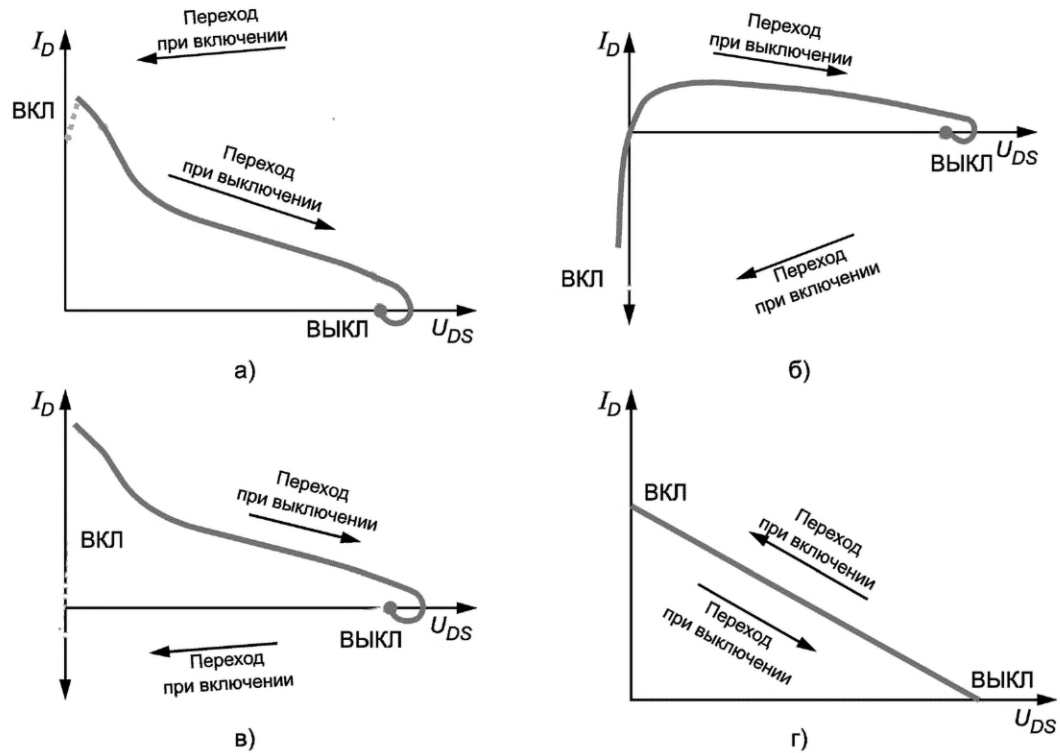 I_D
Переход
при включении
ВКЛ
Переход
при выключении
ВЫКЛ
U_DS
а)
I_D
Переход
при выключении
U_DS
ВЫКЛ
ВКЛ
Переход
при включении
б)
I_D
Переход
при выключении
ВКЛ
ВЫКЛ
U_DS
Переход
при включении
в)
I_D
ВКЛ
Переход
при включении
Переход
при выключении
ВЫКЛ
U_DS
г)